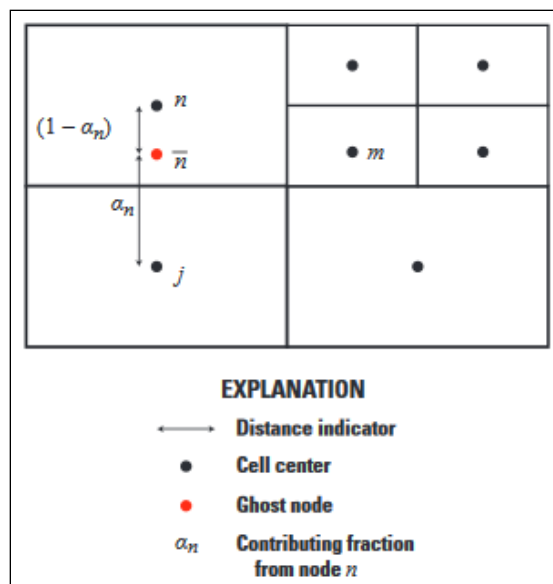 n
(1 − αn)
n̅
m
αn
j
EXPLANATION
Distance indicator
Cell center
Ghost node
αn Contributing fraction
from node n